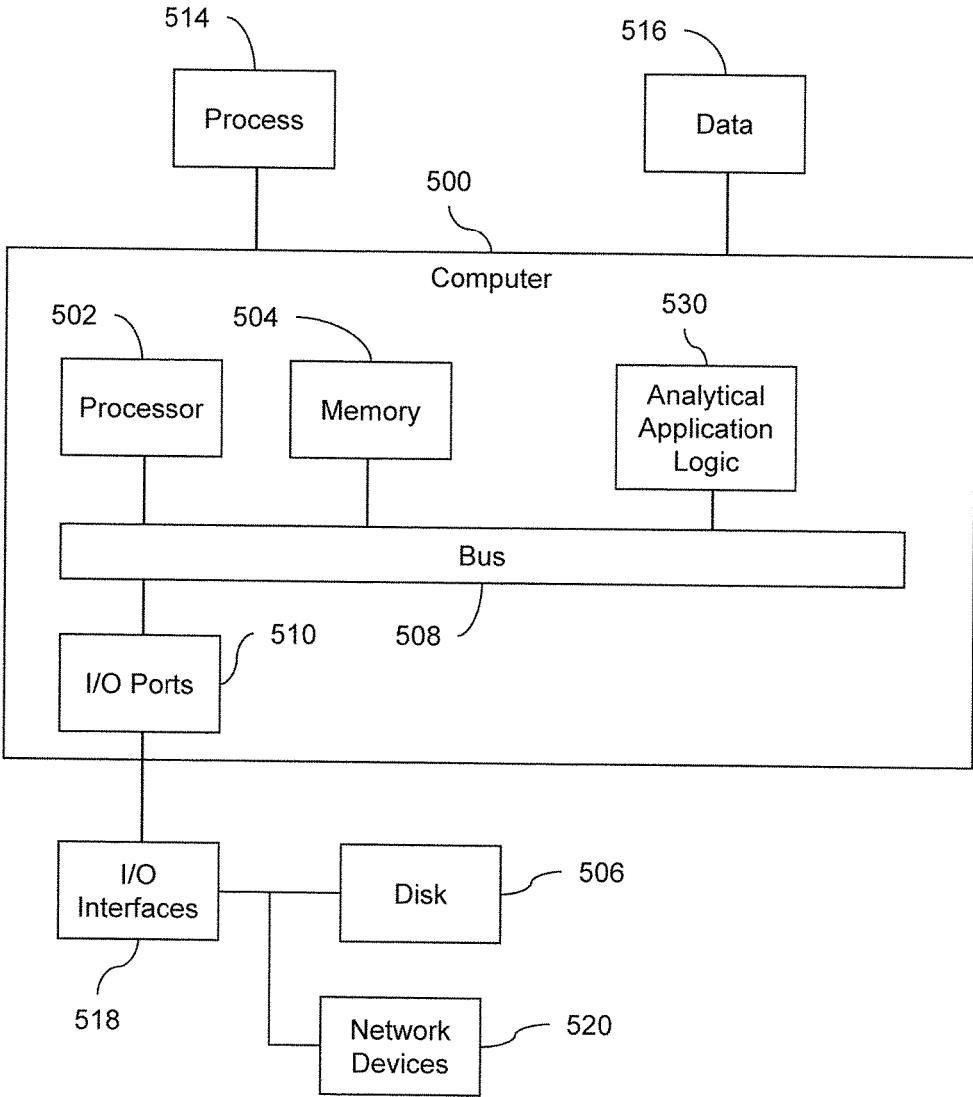 514
516
Process
Data
500
Computer
502
504
530
Processor
Memory
Analytical
Application
Logic
Bus
508
510
I/O Ports
I/O
Interfaces
518
Disk
506
Network
Devices
520